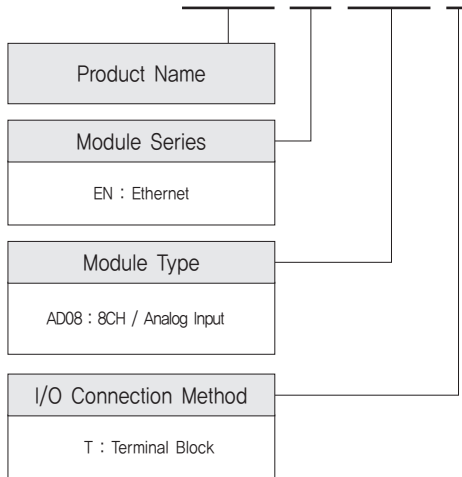 Product Name
Module Series
EN : Ethernet
Module Type
AD08 : 8CH / Analog Input
I/O Connection Method
T : Terminal Block